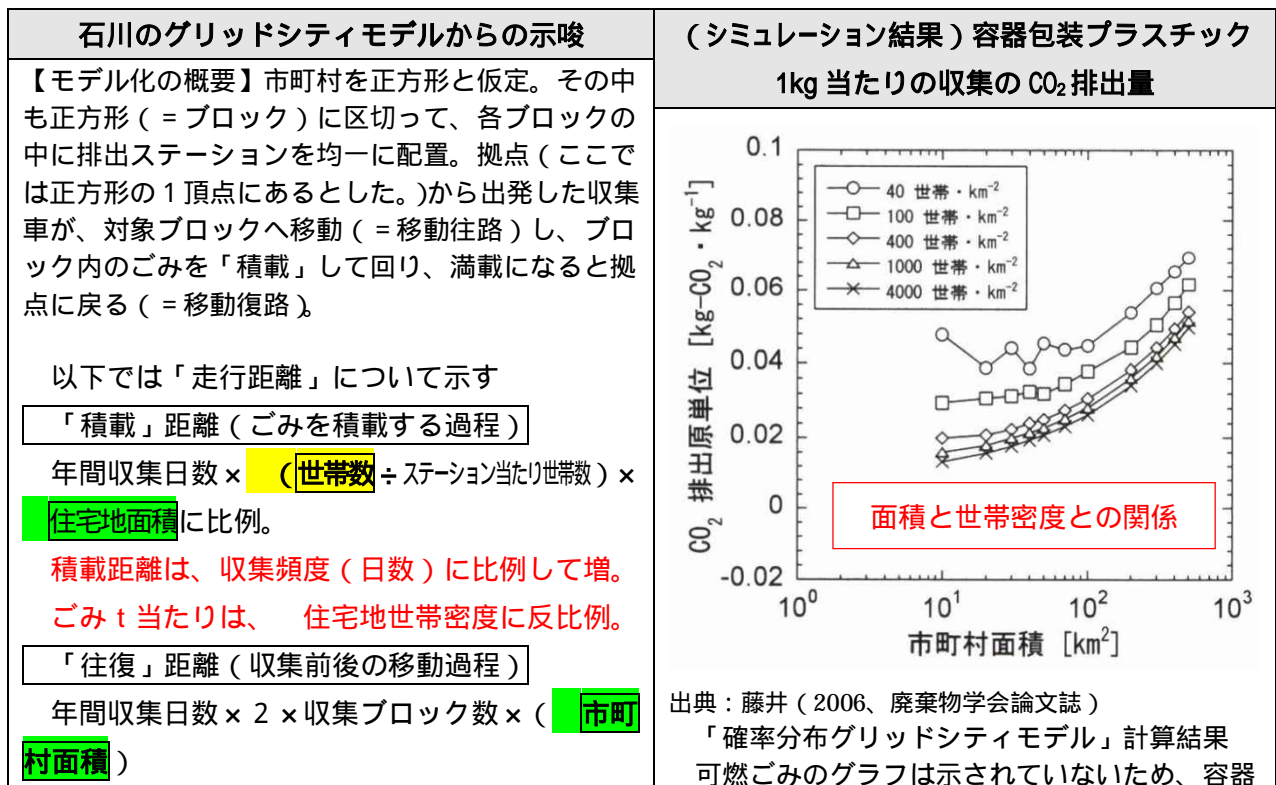 石川のグリッドシティモデルからの示唆
【モデル化の概要】市町村を正方形と仮定。その中
も正方形（＝ブロック）に区切って、各ブロックの
中に排出ステーションを均一に配置。拠点（ここで
は正方形の１頂点にあるとした。)から出発した収集
車が、対象ブロックへ移動（＝移動往路）し、ブロ
ック内のごみを「積載」して回り、満載になると拠
点に戻る（＝移動復路）。
以下では「走行距離」について示す
「積載」距離（ごみを積載する過程）
年間収集日数×　（世帯数÷ステーション当たり世帯数）×
住宅地面積に比例。
積載距離は、収集頻度（日数）に比例して増。
ごみｔ当たりは、　住宅地世帯密度に反比例。
「往復」距離（収集前後の移動過程）
年間収集日数×２×収集ブロック数×（　市町
村面積）
（シミュレーション結果）容器包装プラスチック
1kg 当たりの収集の CO₂ 排出量
0.1
0.08
0.06
0.04
0.02
0
-0.02
CO₂ 排出原単位 [kg-CO₂・kg⁻¹]
40 世帯・km⁻²
100 世帯・km⁻²
400 世帯・km⁻²
1000 世帯・km⁻²
4000 世帯・km⁻²
面積と世帯密度との関係
10⁰ 10¹ 10² 10³
市町村面積 [km²]
出典：藤井（2006、廃棄物学会論文誌）
「確率分布グリッドシティモデル」計算結果
可燃ごみのグラフは示されていないため、容器